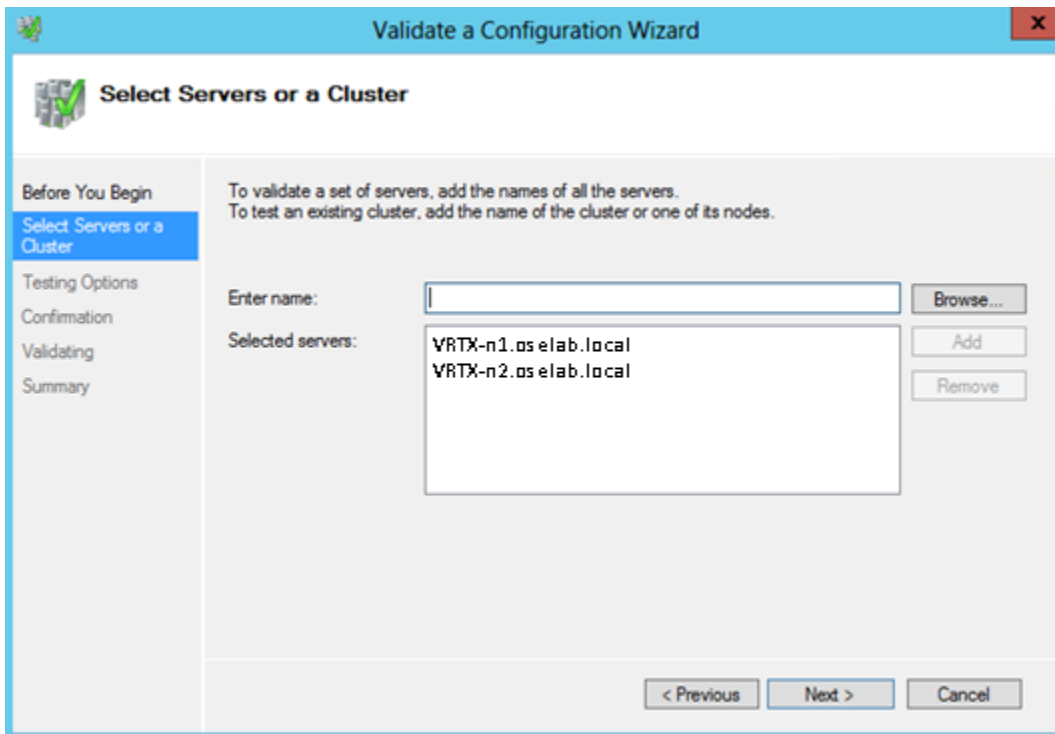 Validate a Configuration Wizard
x
Select Servers or a Cluster
Before You Begin
Select Servers or a
Cluster
Testing Options
Confirmation
Validating
Summary
To validate a set of servers, add the names of all the servers.
To test an existing cluster, add the name of the cluster or one of its nodes.
Enter name:
Browse...
Selected servers:
VRTX-n1.oselab.local
VRTX-n2.oselab.local
Add
Remove
< Previous
Next >
Cancel